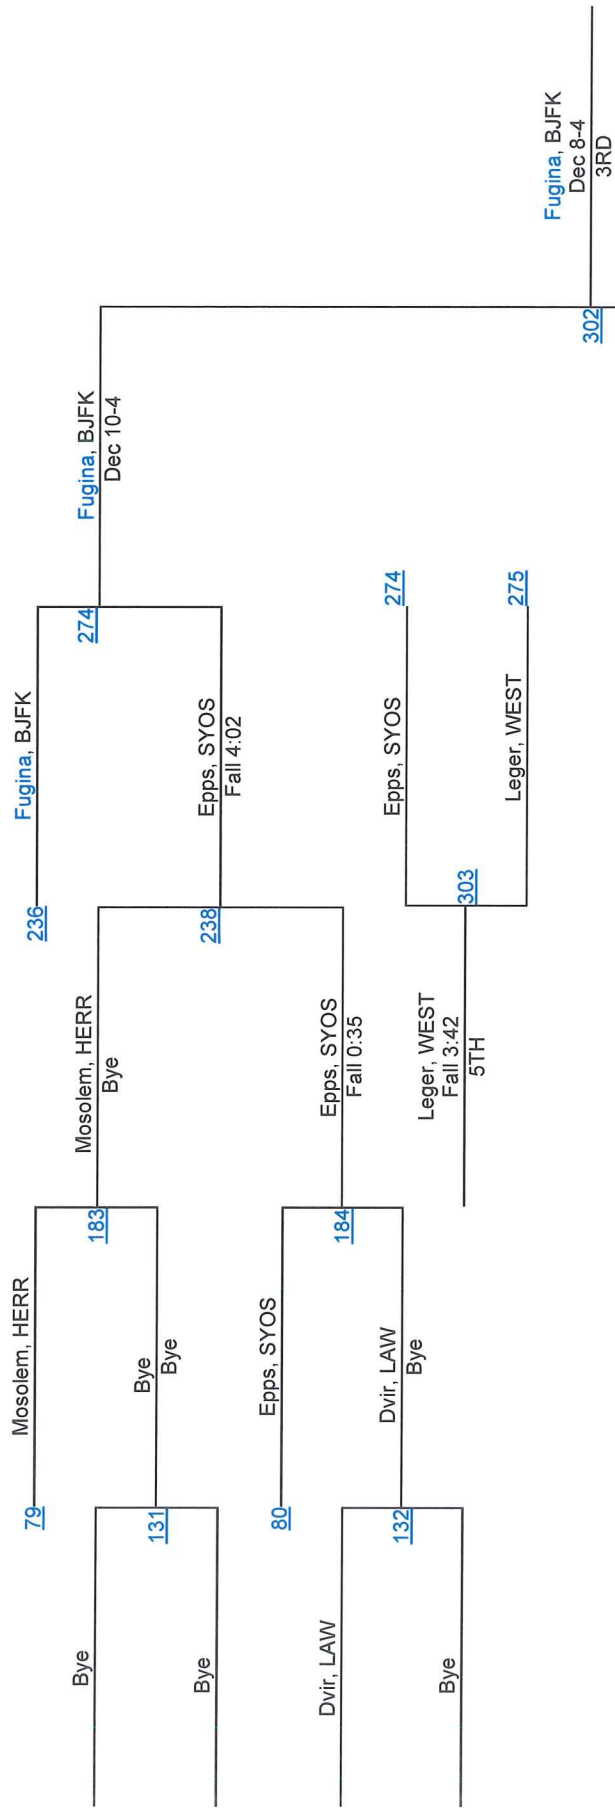 Bye
131
Bye
79
Mosolem, HERR
Bye
Bye
183
Mosolem, HERR
Bye
Dvir, LAW
132
Bye
80
Epps, SYOS
Dvir, LAW
Bye
184
Epps, SYOS
Fall 0:35
238
236
Fugina, BJFK
Epps, SYOS
Fall 4:02
274
Fugina, BJFK
Dec 10-4
302
Fugina, BJFK
Dec 8-4
3RD
Epps, SYOS
274
303
Leger, WEST
275
Leger, WEST
Fall 3:42
5TH